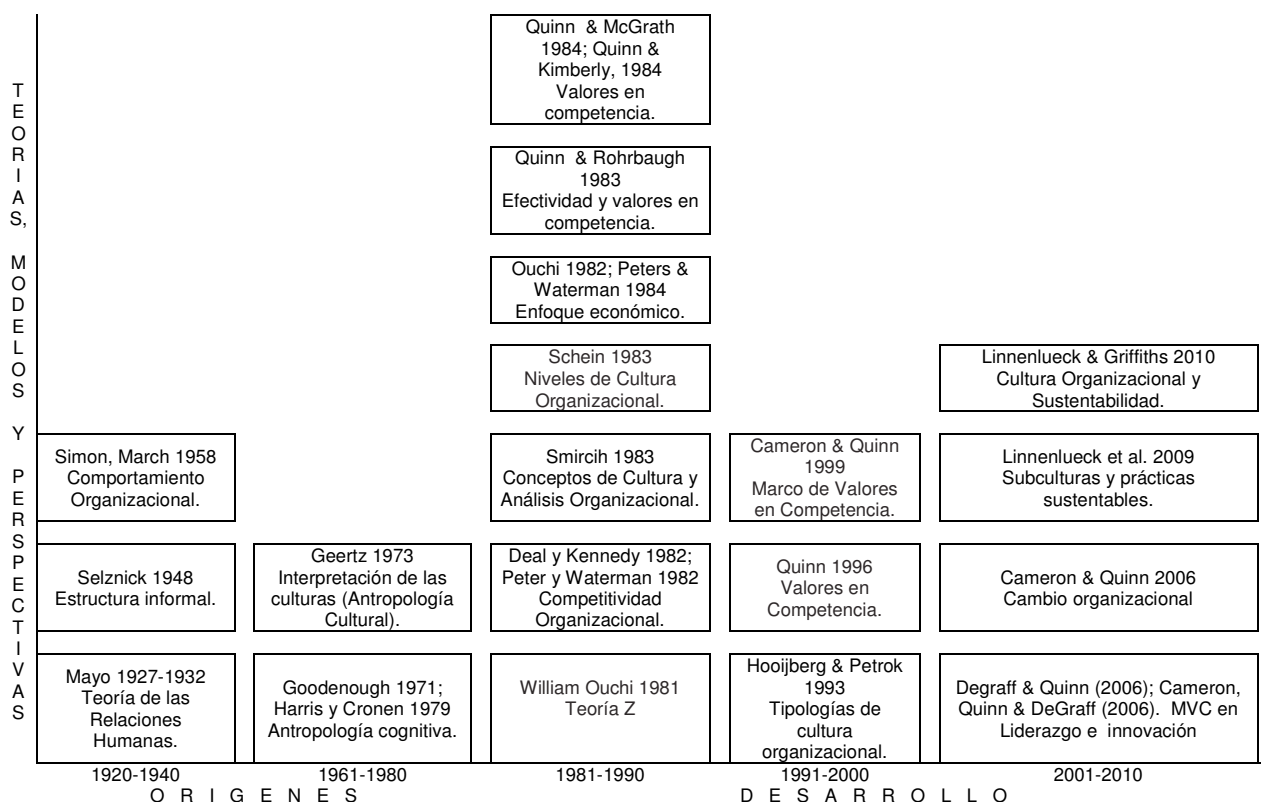 TEORIAS, MODELOS Y PERSPECTIVAS
Quinn & McGrath
1984; Quinn &
Kimberly, 1984
Valores en
competencia.
Quinn & Rohrbaugh
1983
Efectividad y valores en
competencia.
Ouchi 1982; Peters &
Waterman 1984
Enfoque económico.
Schein 1983
Niveles de Cultura
Organizacional.
Linnenlueck & Griffiths 2010
Cultura Organizacional y
Sustentabilidad.
Simon, March 1958
Comportamiento
Organizacional.
Smircih 1983
Conceptos de Cultura y
Análisis Organizacional.
Cameron & Quinn
1999
Marco de Valores
en Competencia.
Linnenlueck et al. 2009
Subculturas y prácticas
sustentables.
Selznick 1948
Estructura informal.
Geertz 1973
Interpretación de las
culturas (Antropología
Cultural).
Deal y Kennedy 1982;
Peter y Waterman 1982
Competitividad
Organizacional.
Quinn 1996
Valores en
Competencia.
Cameron & Quinn 2006
Cambio organizacional
Mayo 1927-1932
Teoría de las
Relaciones
Humanas.
Goodenough 1971;
Harris y Cronen 1979
Antropología cognitiva.
William Ouchi 1981
Teoría Z
Hooijberg & Petrok
1993
Tipologías de
cultura
organizacional.
Degraff & Quinn (2006); Cameron,
Quinn & DeGraff (2006). MVC en
Liderazgo e innovación
1920-1940 1961-1980 1981-1990 1991-2000 2001-2010
O R I G E N E S D E S A R R O L L O